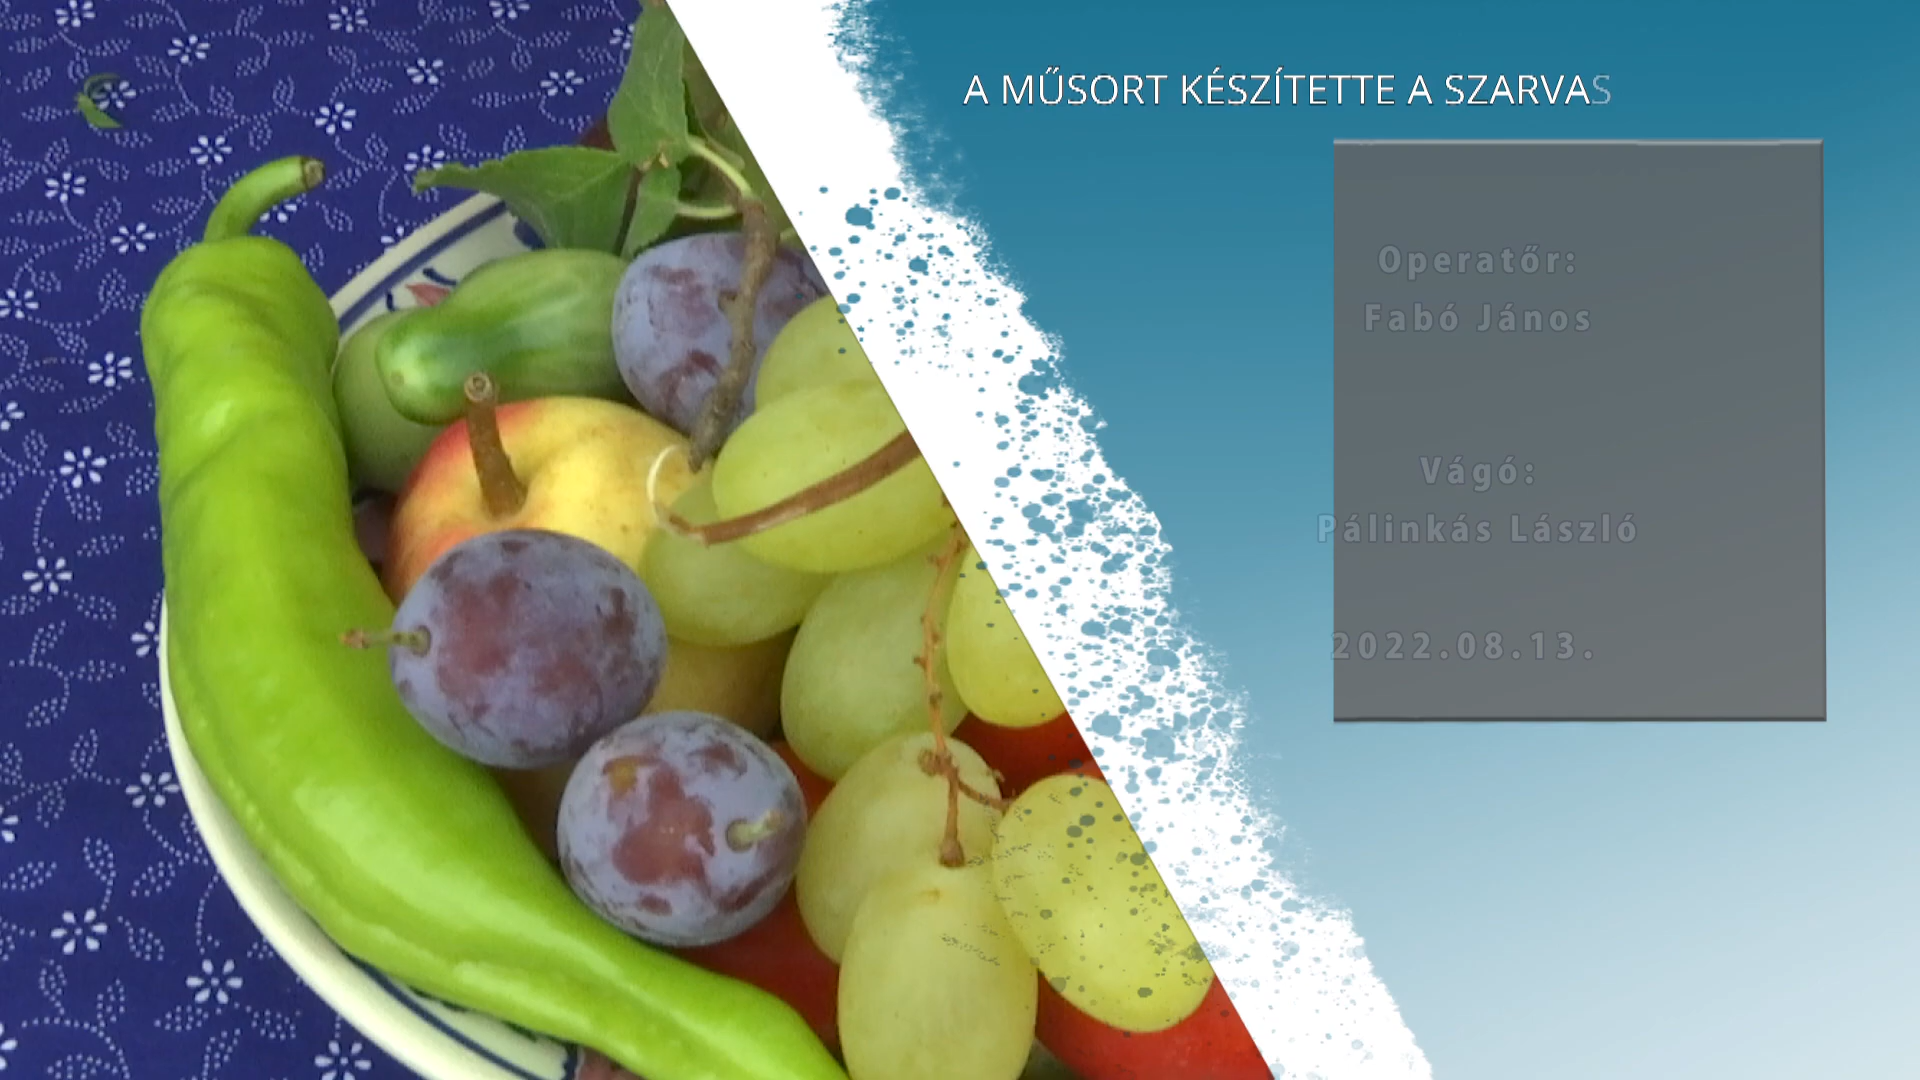 A MŰSORT KÉSZÍTETTE A SZARVAS
Operatőr:
Fabó János
Vágó:
Pálinkás László
2022.08.13.